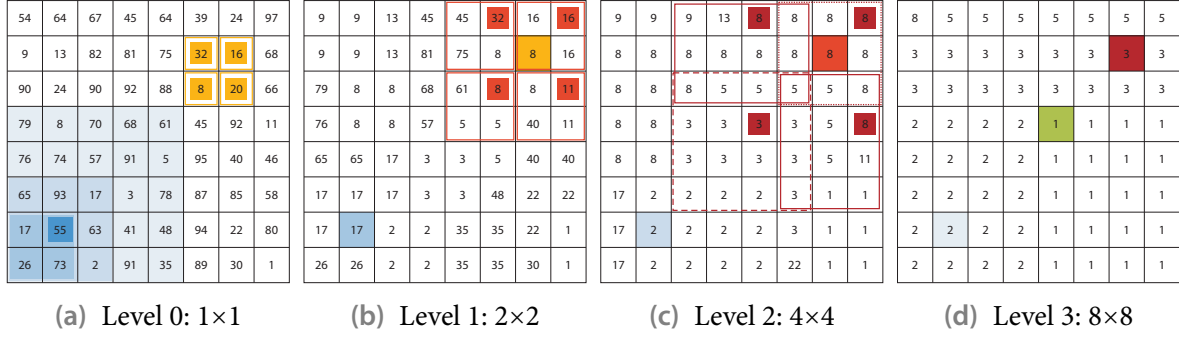 54 64 67 45 64 39 24 97
9 13 82 81 75 32 16 68
90 24 90 92 88 8 20 66
79 8 70 68 61 45 92 11
76 74 57 91 5 95 40 46
65 93 17 3 78 87 85 58
17 55 63 41 48 94 22 80
26 73 2 91 35 89 30 1
(a) Level 0: 1×1
9 9 13 45 45 32 16 16
9 9 13 81 75 8 8 16
79 8 8 68 61 8 8 11
76 8 8 57 5 5 40 11
65 65 17 3 3 5 40 40
17 17 17 3 3 48 22 22
17 17 2 2 35 35 22 1
26 26 2 2 35 35 30 1
(b) Level 1: 2×2
9 9 9 13 8 8 8 8
8 8 8 8 8 8 8 8
8 8 8 5 5 5 5 8
8 8 3 3 3 3 5 8
8 8 3 3 3 3 5 11
17 2 2 2 2 3 1 1
17 2 2 2 2 3 1 1
17 2 2 2 2 22 1 1
(c) Level 2: 4×4
8 5 5 5 5 5 5 5
3 3 3 3 3 3 3 3
3 3 3 3 3 3 3 3
2 2 2 2 1 1 1 1
2 2 2 2 1 1 1 1
2 2 2 2 1 1 1 1
2 2 2 2 1 1 1 1
2 2 2 2 1 1 1 1
(d) Level 3: 8×8